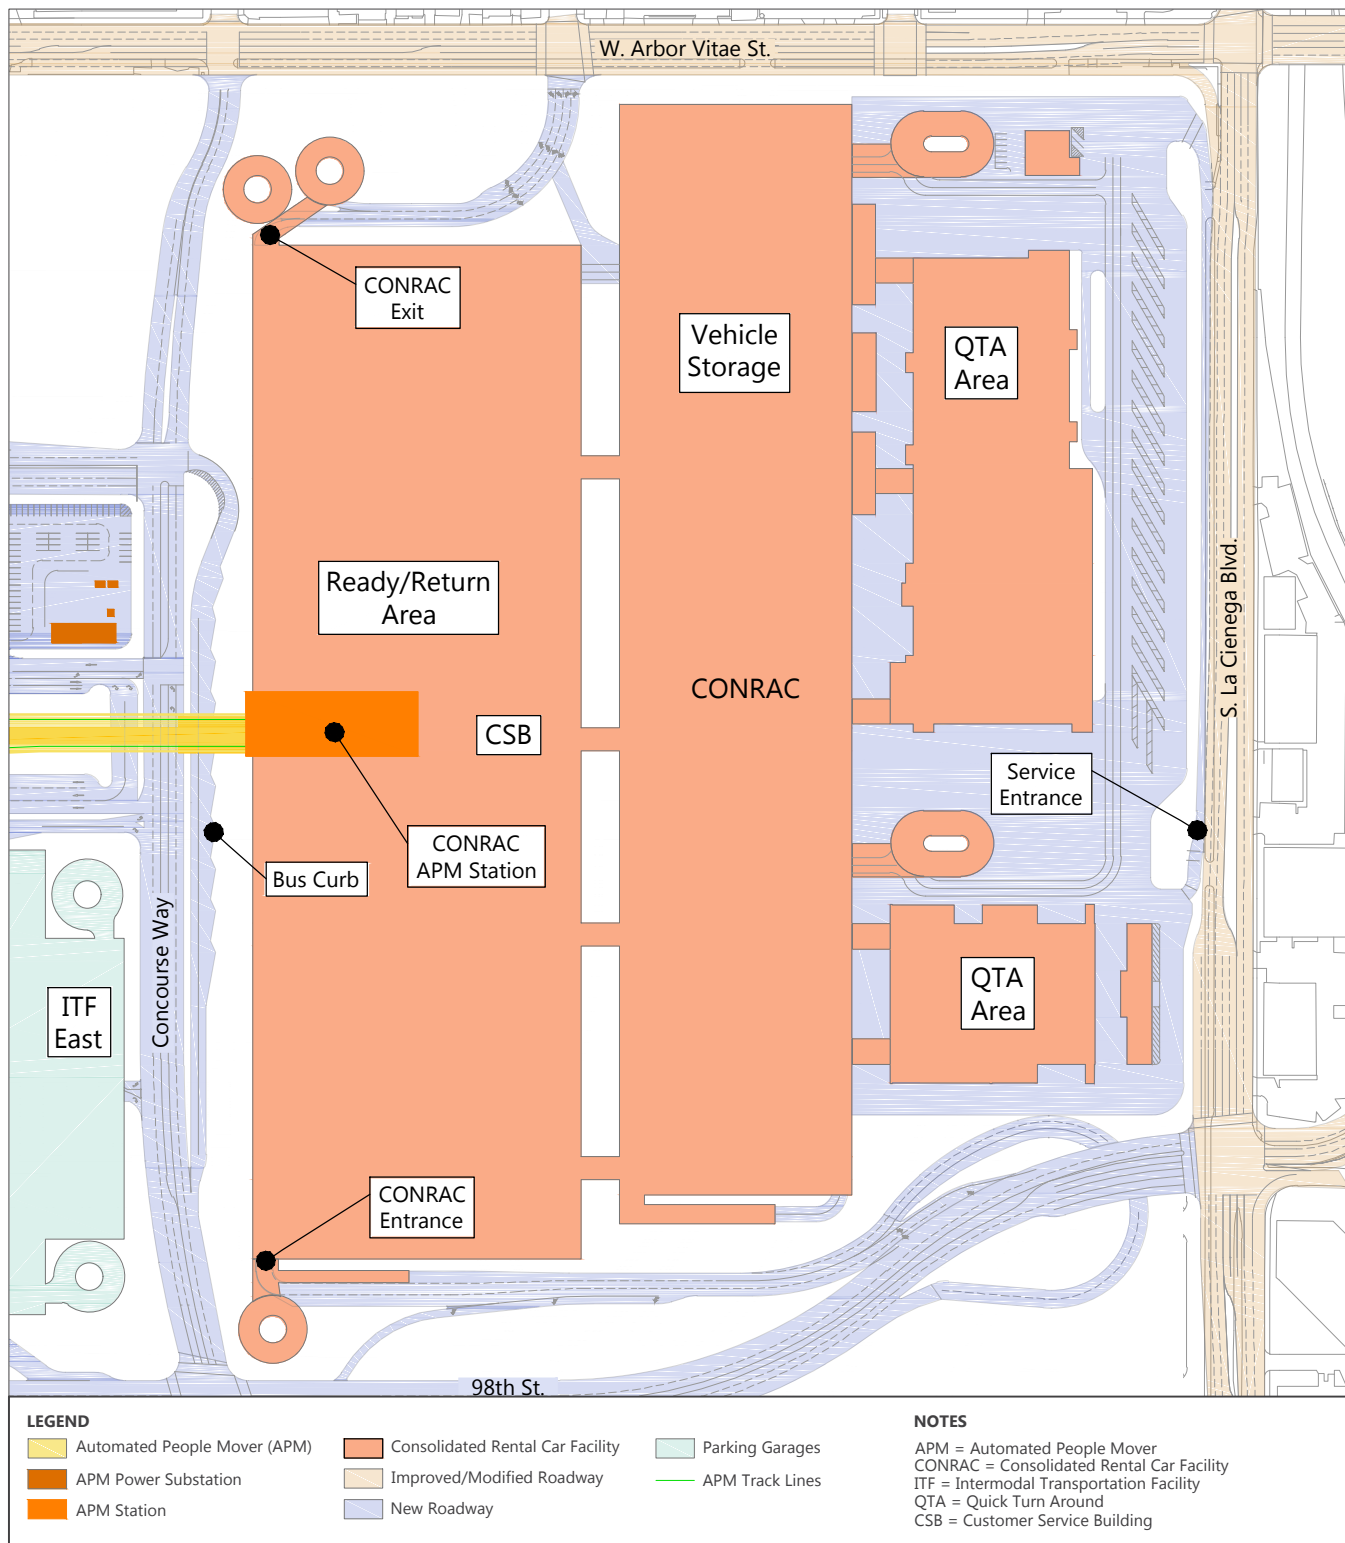 W. Arbor Vitae St.
CONRAC
Exit
Vehicle
Storage
QTA
Area
Ready/Return
Area
S. La Cienega Blvd.
CONRAC
CSB
Service
Entrance
CONRAC
APM Station
Bus Curb
Concourse Way
ITF
East
QTA
Area
CONRAC
Entrance
98th St.
LEGEND
Automated People Mover (APM)
APM Power Substation
APM Station
Consolidated Rental Car Facility
Improved/Modified Roadway
New Roadway
Parking Garages
APM Track Lines
NOTES
APM = Automated People Mover
CONRAC = Consolidated Rental Car Facility
ITF = Intermodal Transportation Facility
QTA = Quick Turn Around
CSB = Customer Service Building